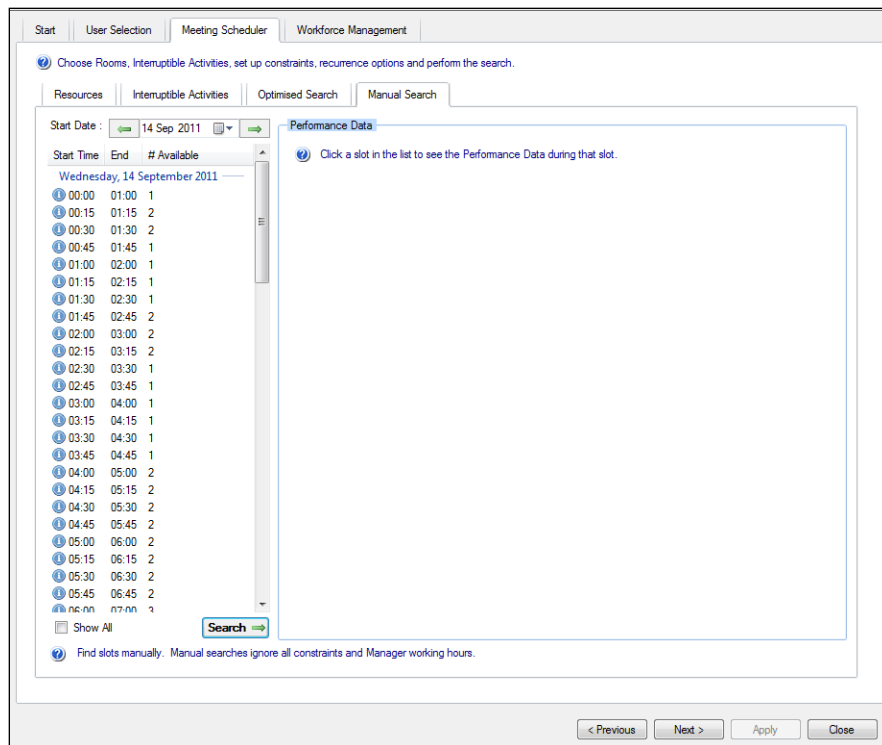 Start User Selection Meeting Scheduler Workforce Management
Choose Rooms, Interruptible Activities, set up constraints, recurrence options and perfom the search.
Resources Interruptible Activities Optimised Search Manual Search
Start Date : 14 Sep 2011
Performance Data
Click a slot in the list to see the Performance Data during that slot.
Start Time End # Available
Wednesday, 14 September 2011
00:00 01:00 1
00:15 01:15 2
00:30 01:30 2
00:45 01:45 1
01:00 02:00 1
01:15 02:15 1
01:30 02:30 1
01:45 02:45 2
02:00 03:00 2
02:15 03:15 2
02:30 03:30 1
02:45 03:45 1
03:00 04:00 1
03:15 04:15 1
03:30 04:30 1
03:45 04:45 1
04:00 05:00 2
04:15 05:15 2
04:30 05:30 2
04:45 05:45 2
05:00 06:00 2
05:15 06:15 2
05:30 06:30 2
05:45 06:45 2
06:00 07:00 3
Show All Search
Find slots manually. Manual searches ignore all constraints and Manager working hours.
< Previous Next > Apply Close